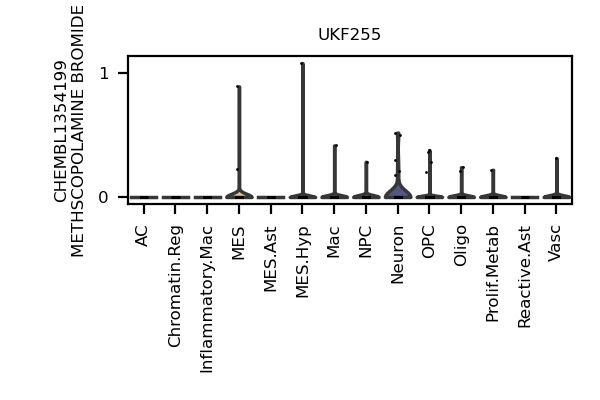 UKF255
CHEMBL1354199
METHSCOPOLAMINE BROMIDE
1
0
AC
Chromatin.Reg
Inflammatory.Mac
MES
MES.Ast
MES.Hyp
Mac
NPC
Neuron
OPC
Oligo
Prolif.Metab
Reactive.Ast
Vasc